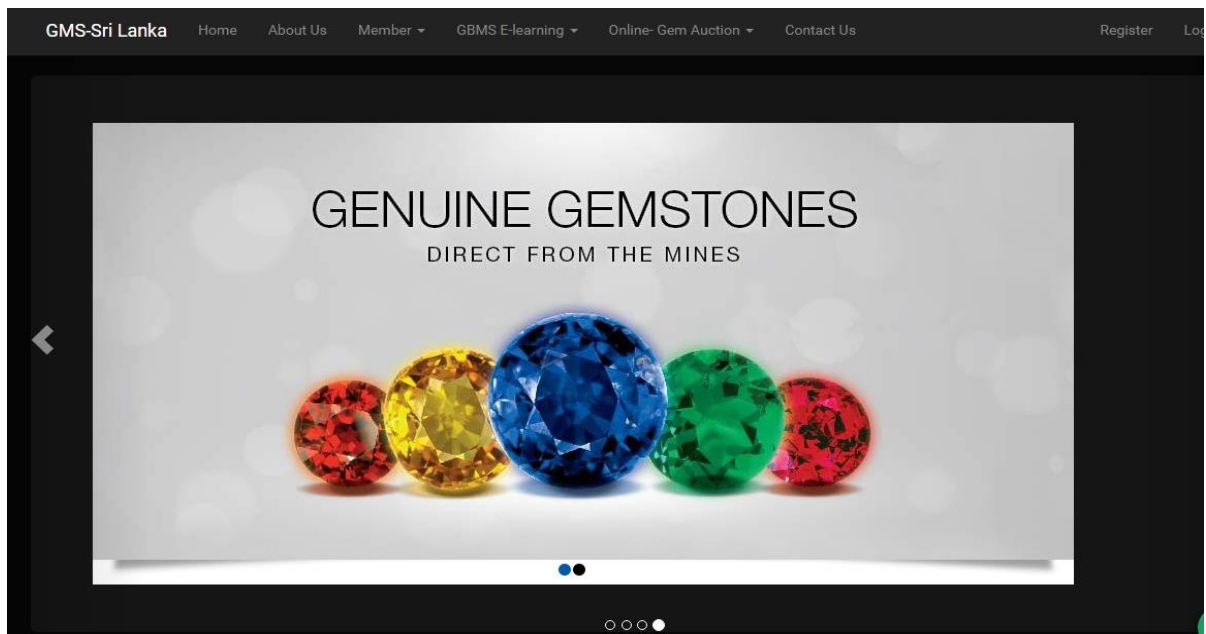 GMS-Sri Lanka Home About Us Member GBMS E-learning Online- Gem Auction Contact Us Register Log
GENUINE GEMSTONES
DIRECT FROM THE MINES